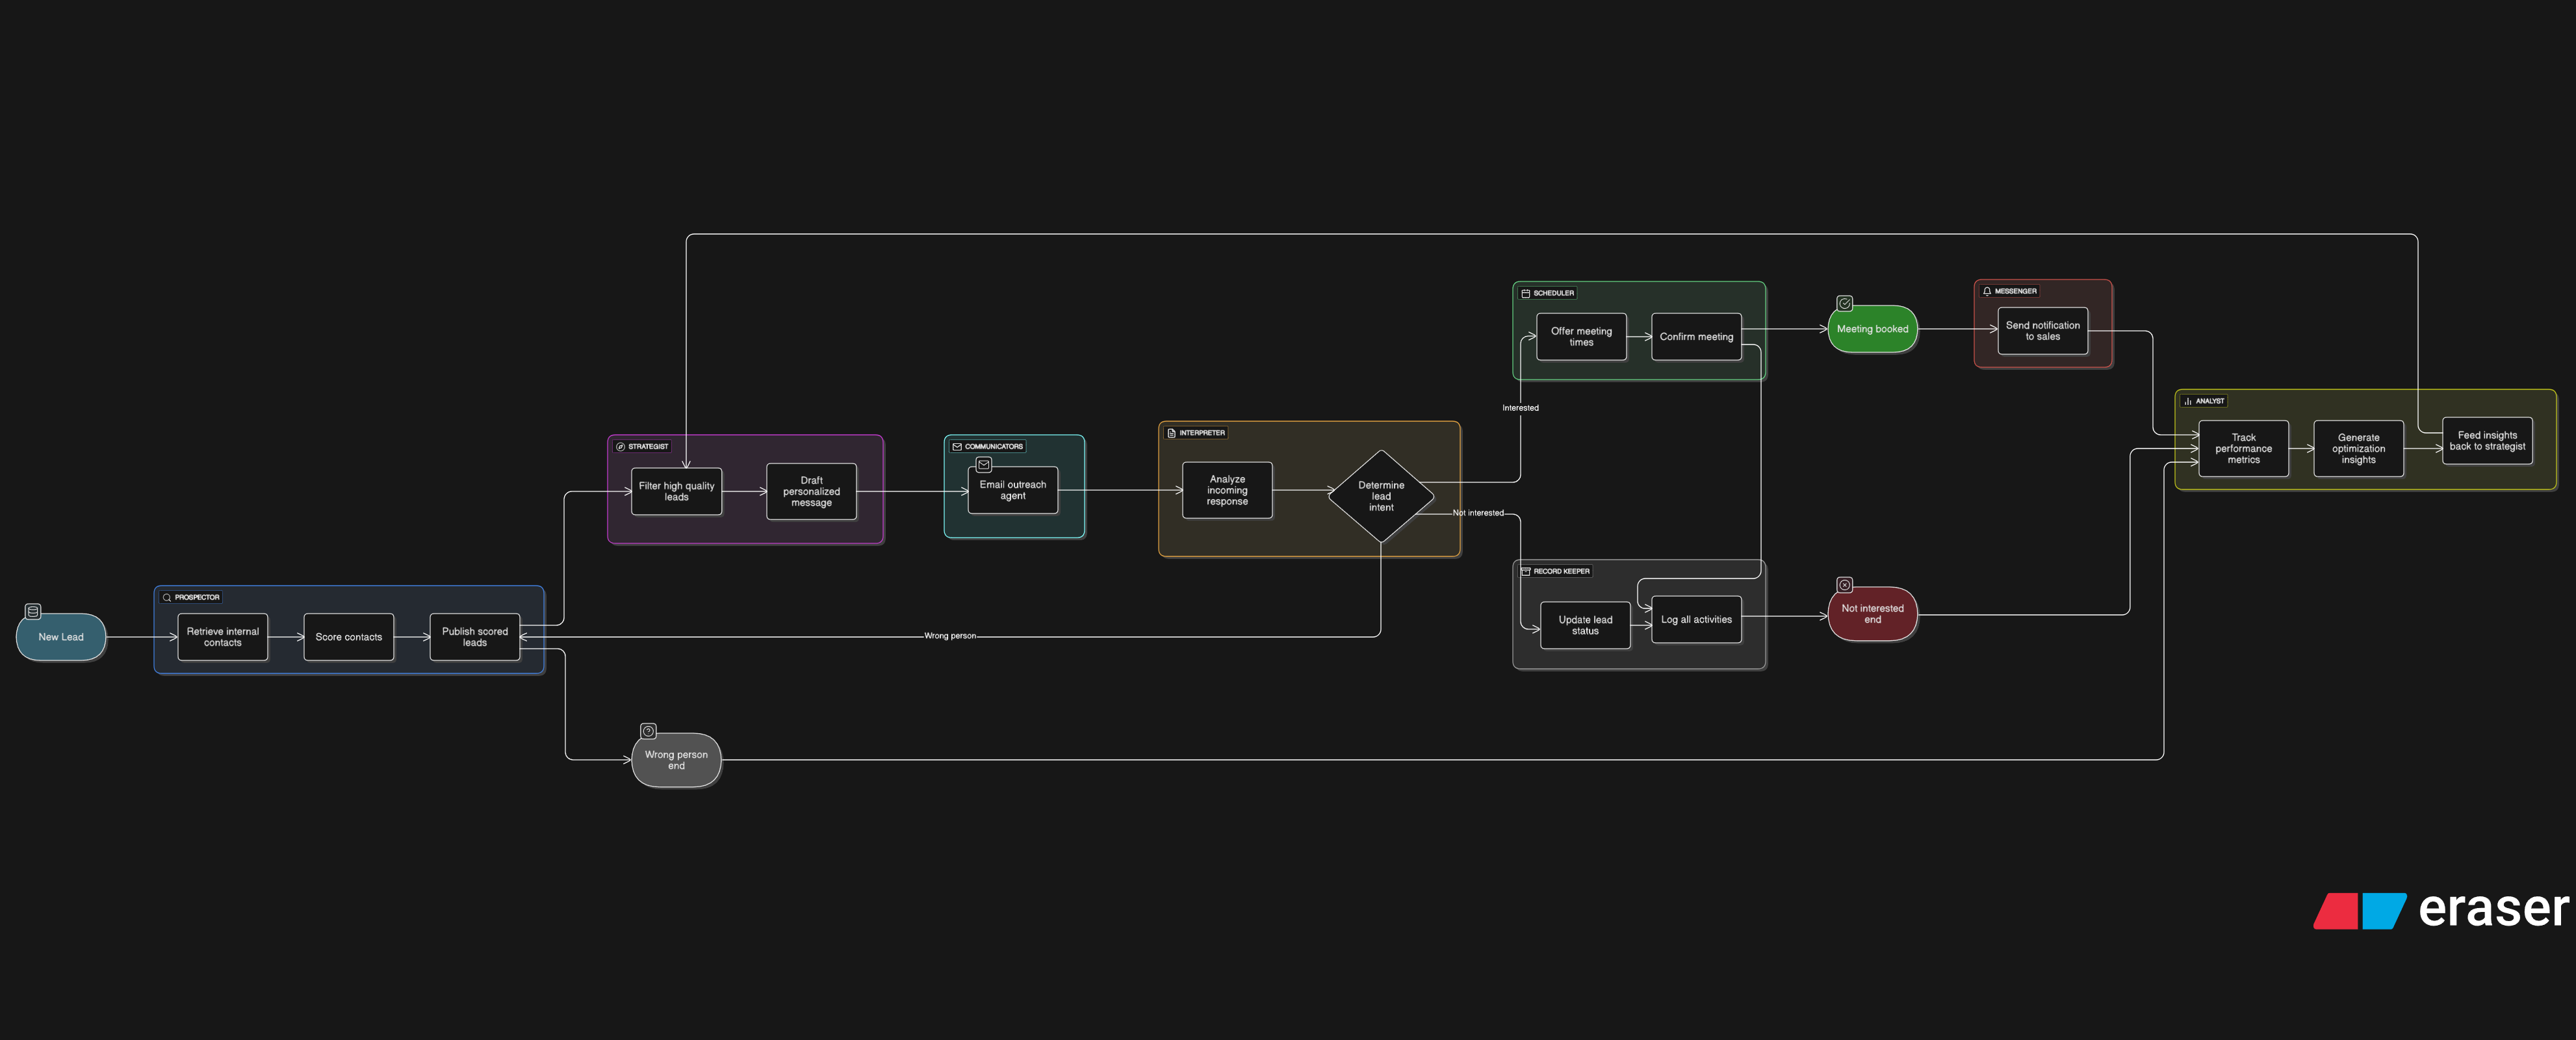 New Lead
PROSPECTOR
Retrieve internal
contacts
Score contacts
Publish scored
leads
STRATEGIST
Filter high quality
leads
Draft
personalized
message
COMMUNICATORS
Email outreach
agent
INTERPRETER
Analyze
incoming
response
Determine
lead
intent
Interested
Not interested
Wrong person
SCHEDULER
Offer meeting
times
Confirm meeting
Meeting booked
MESSENGER
Send notification
to sales
RECORD KEEPER
Update lead
status
Log all activities
Not interested
end
Wrong person
end
ANALYST
Track
performance
metrics
Generate
optimization
insights
Feed insights
back to strategist
eraser